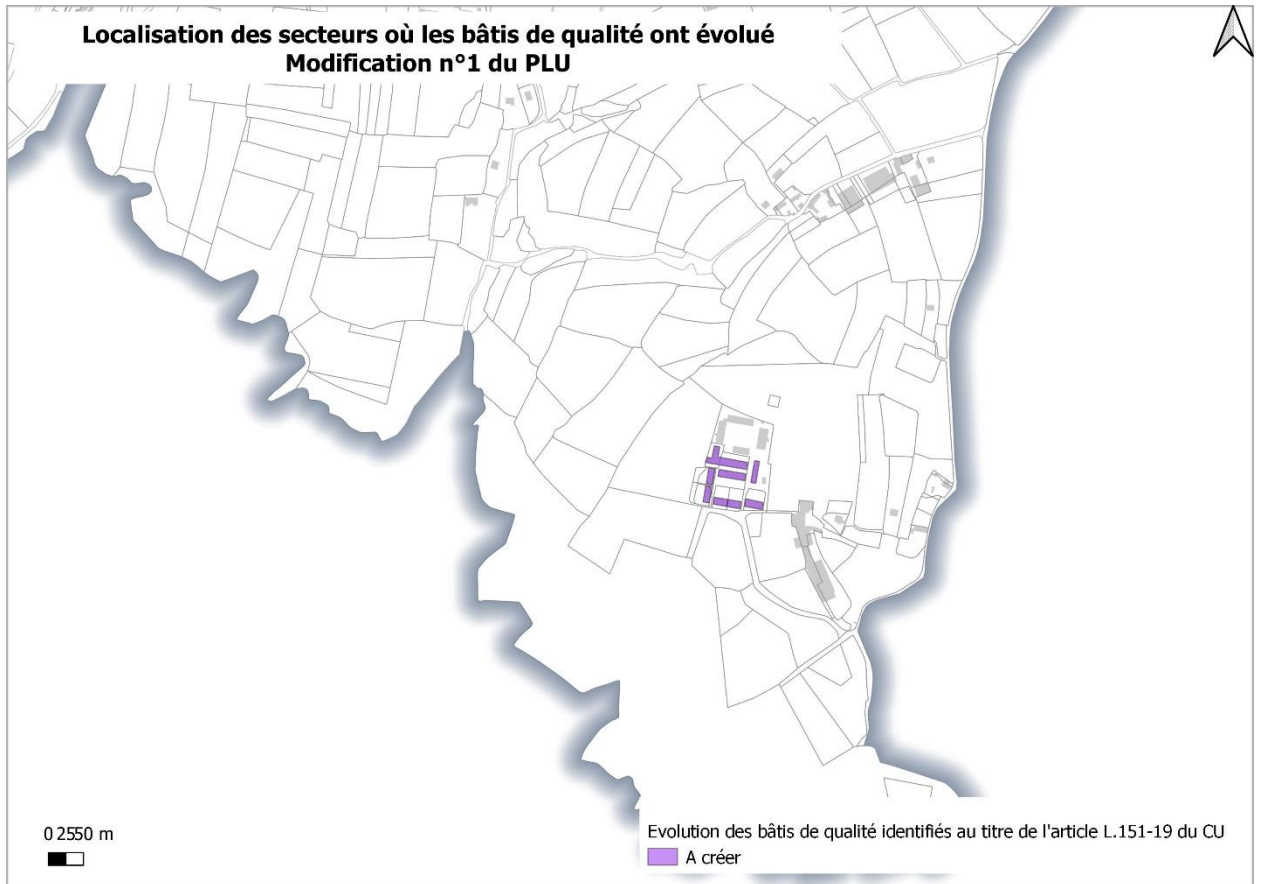 Localisation des secteurs où les bâtis de qualité ont évolué
Modification n°1 du PLU
0 2550 m
Evolution des bâtis de qualité identifiés au titre de l'article L.151-19 du CU
A créer